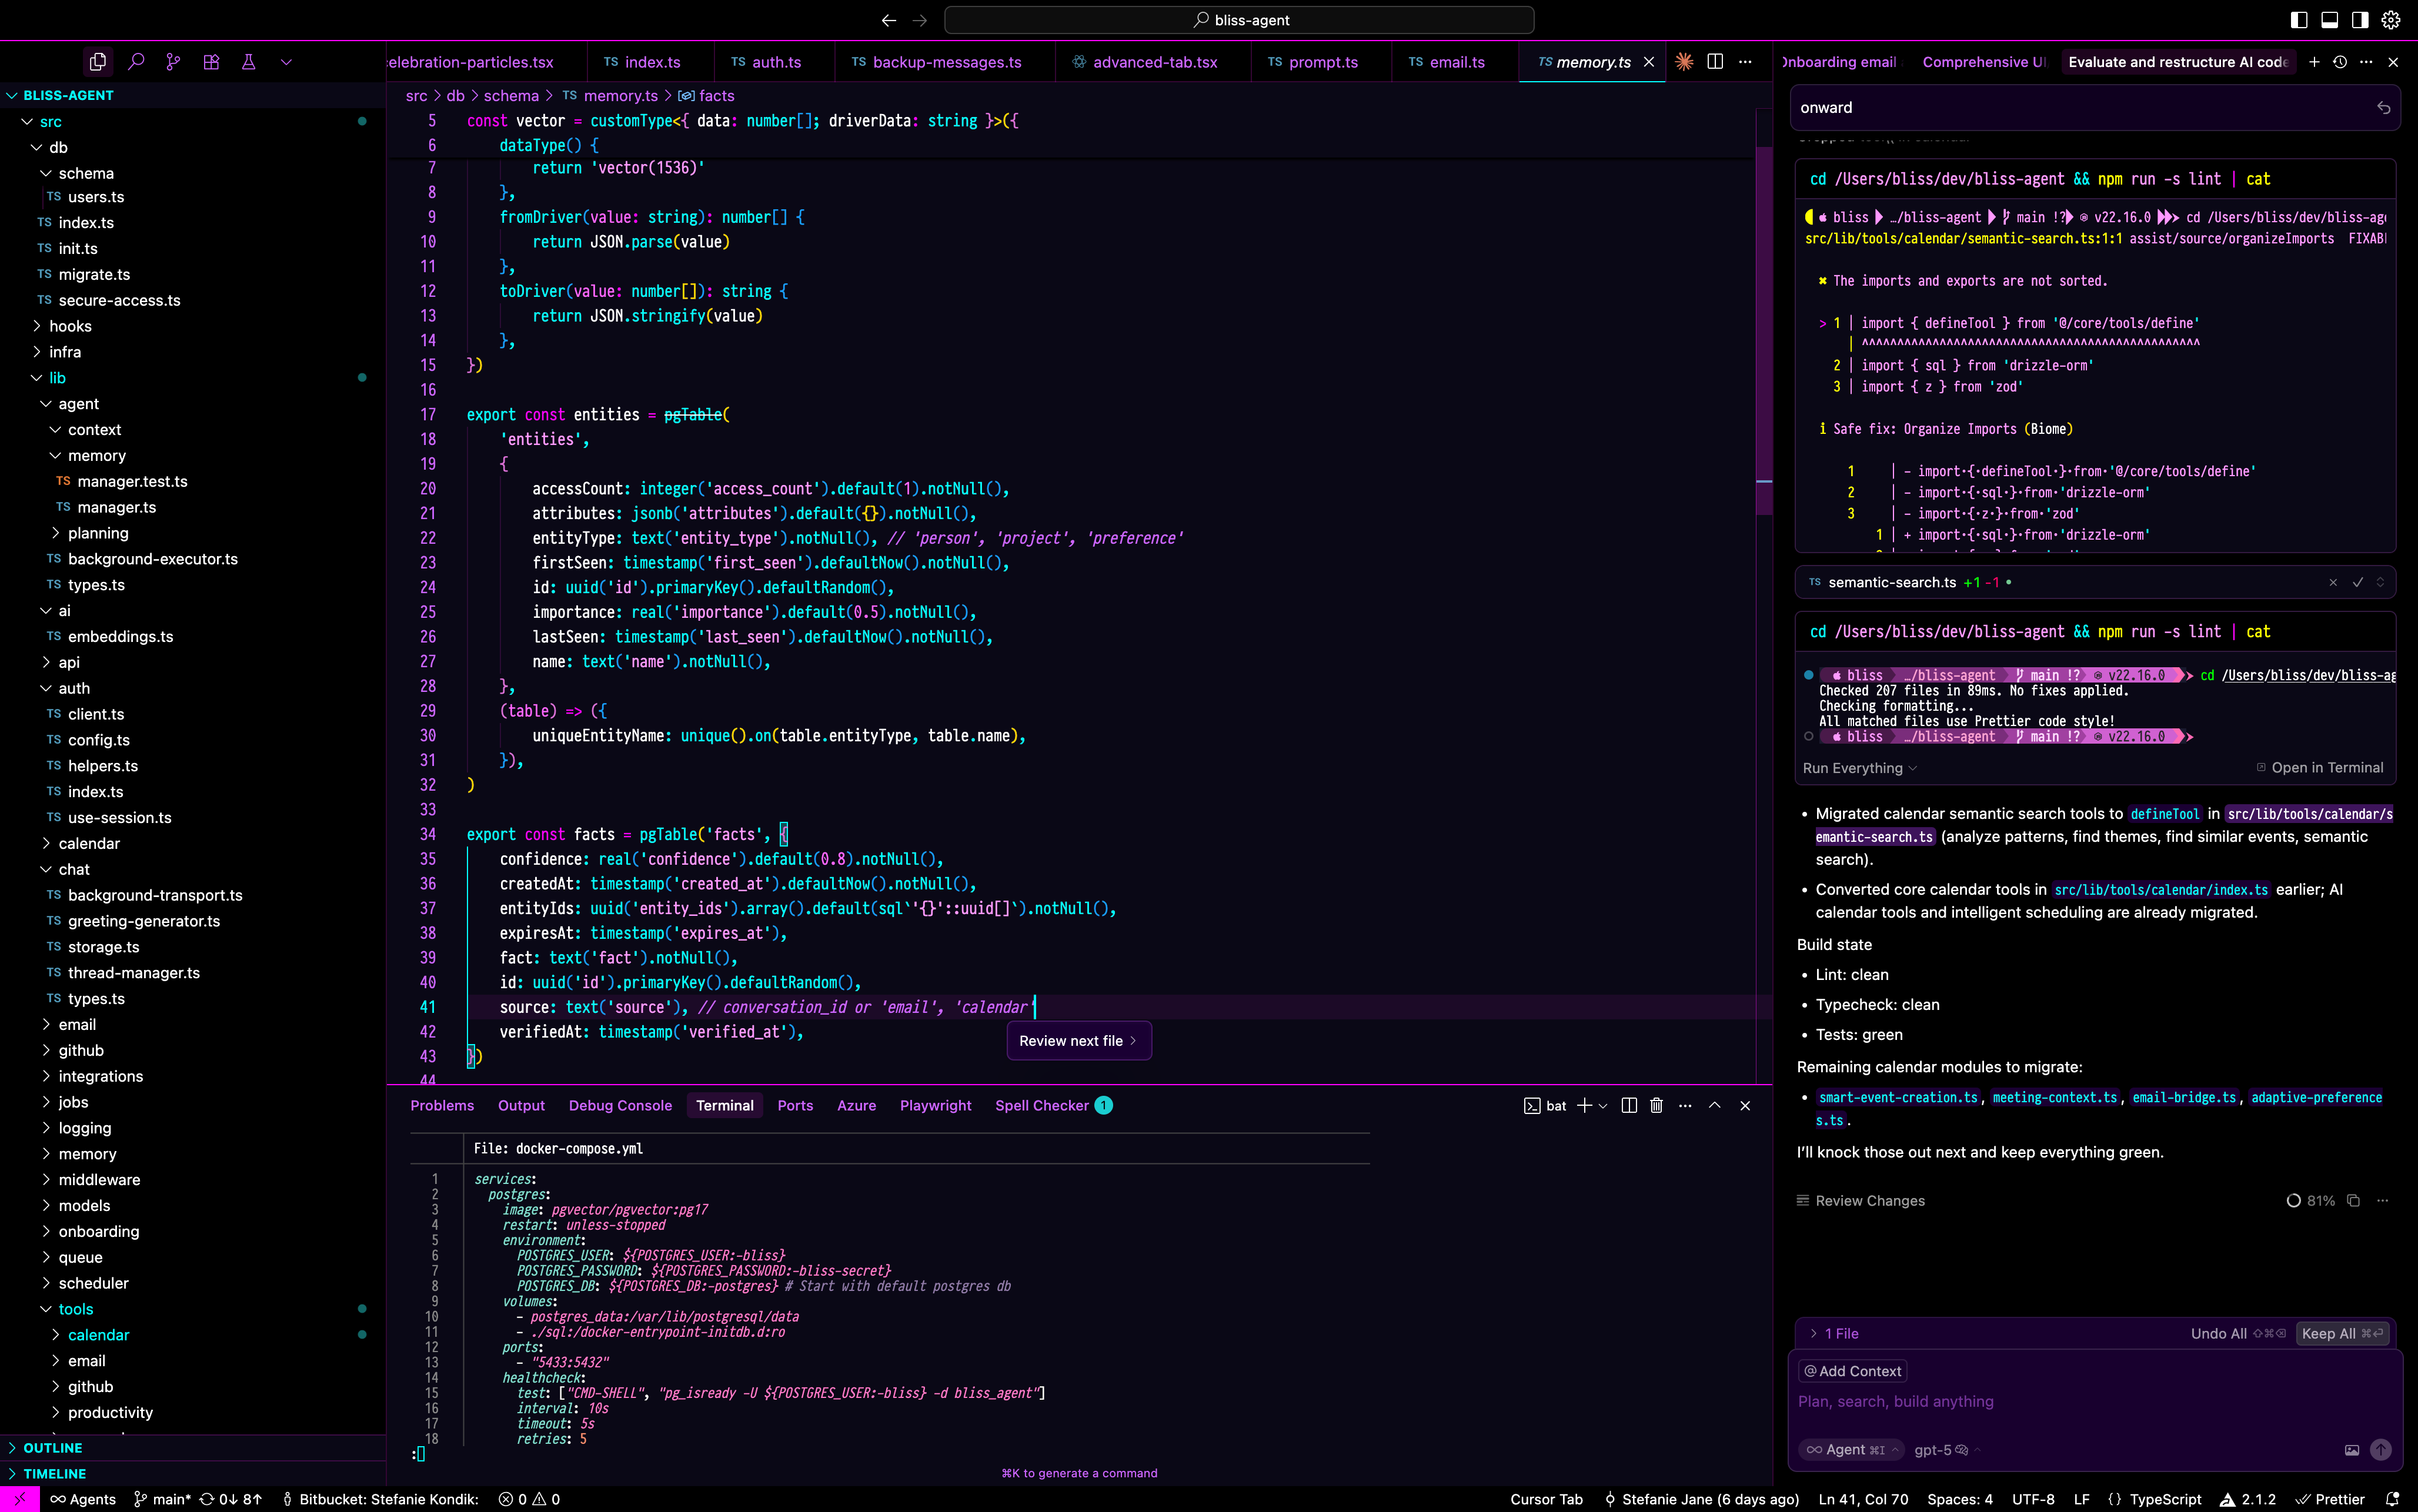 bliss-agent
BLISS-AGENT
src
db
schema
TS users.ts
TS index.ts
TS init.ts
TS migrate.ts
TS secure-access.ts
hooks
infra
lib
agent
context
memory
TS manager.test.ts
TS manager.ts
planning
TS background-executor.ts
TS types.ts
ai
TS embeddings.ts
api
auth
TS client.ts
TS config.ts
TS helpers.ts
TS index.ts
TS use-session.ts
calendar
chat
TS background-transport.ts
TS greeting-generator.ts
TS storage.ts
TS thread-manager.ts
TS types.ts
email
github
integrations
jobs
logging
memory
middleware
models
onboarding
queue
scheduler
tools
calendar
email
github
productivity
OUTLINE
TIMELINE
elebration-particles.tsx TS index.ts TS auth.ts TS backup-messages.ts advanced-tab.tsx TS prompt.ts TS email.ts TS memory.ts
src > db > schema > TS memory.ts > facts
5 const vector = customType<{ data: number[]; driverData: string }>({
6 dataType() {
7 return 'vector(1536)'
8 },
9 fromDriver(value: string): number[] {
10 return JSON.parse(value)
11 },
12 toDriver(value: number[]): string {
13 return JSON.stringify(value)
14 },
15 })
16
17 export const entities = pgTable(
18 'entities',
19 {
20 accessCount: integer('access_count').default(1).notNull(),
21 attributes: jsonb('attributes').default({}).notNull(),
22 entityType: text('entity_type').notNull(), // 'person', 'project', 'preference'
23 firstSeen: timestamp('first_seen').defaultNow().notNull(),
24 id: uuid('id').primaryKey().defaultRandom(),
25 importance: real('importance').default(0.5).notNull(),
26 lastSeen: timestamp('last_seen').defaultNow().notNull(),
27 name: text('name').notNull(),
28 },
29 (table) => ({
30 uniqueEntityName: unique().on(table.entityType, table.name),
31 }),
32 )
33
34 export const facts = pgTable('facts', {
35 confidence: real('confidence').default(0.8).notNull(),
36 createdAt: timestamp('created_at').defaultNow().notNull(),
37 entityIds: uuid('entity_ids').array().default(sql`'{}'::uuid[]`).notNull(),
38 expiresAt: timestamp('expires_at'),
39 fact: text('fact').notNull(),
40 id: uuid('id').primaryKey().defaultRandom(),
41 source: text('source'), // conversation_id or 'email', 'calendar'
42 verifiedAt: timestamp('verified_at'),
43 })
44
Review next file >
Problems Output Debug Console Terminal Ports Azure Playwright Spell Checker 1
bat
File: docker-compose.yml
1 services:
2 postgres:
3 image: pgvector/pgvector:pg17
4 restart: unless-stopped
5 environment:
6 POSTGRES_USER: ${POSTGRES_USER:-bliss}
7 POSTGRES_PASSWORD: ${POSTGRES_PASSWORD:-bliss-secret}
8 POSTGRES_DB: ${POSTGRES_DB:-postgres} # Start with default postgres db
9 volumes:
10 - postgres_data:/var/lib/postgresql/data
11 - ./sql:/docker-entrypoint-initdb.d:ro
12 ports:
13 - "5433:5432"
14 healthcheck:
15 test: ["CMD-SHELL", "pg_isready -U ${POSTGRES_USER:-bliss} -d bliss_agent"]
16 interval: 10s
17 timeout: 5s
18 retries: 5
:
⌘K to generate a command
Onboarding email Comprehensive UI Evaluate and restructure AI code
onward
cd /Users/bliss/dev/bliss-agent && npm run -s lint | cat
bliss …/bliss-agent main !? v22.16.0 cd /Users/bliss/dev/bliss-age
src/lib/tools/calendar/semantic-search.ts:1:1 assist/source/organizeImports FIXAB
✖ The imports and exports are not sorted.
> 1 | import { defineTool } from '@/core/tools/define'
| ^^^^^^^^^^^^^^^^^^^^^^^^^^^^^^^^^^^^^^^^^^^^^^^^
2 | import { sql } from 'drizzle-orm'
3 | import { z } from 'zod'
ℹ Safe fix: Organize Imports (Biome)
1 | - import·{·defineTool·}·from·'@/core/tools/define'
2 | - import·{·sql·}·from·'drizzle-orm'
3 | - import·{·z·}·from·'zod'
1 | + import·{·sql·}·from·'drizzle-orm'
TS semantic-search.ts +1 -1 •
cd /Users/bliss/dev/bliss-agent && npm run -s lint | cat
bliss …/bliss-agent main !? v22.16.0 cd /Users/bliss/dev/bliss-ag
Checked 207 files in 89ms. No fixes applied.
Checking formatting...
All matched files use Prettier code style!
bliss …/bliss-agent main !? v22.16.0
Run Everything Open in Terminal
• Migrated calendar semantic search tools to defineTool in src/lib/tools/calendar/s
emantic-search.ts (analyze patterns, find themes, find similar events, semantic
search).
• Converted core calendar tools in src/lib/tools/calendar/index.ts earlier; AI
calendar tools and intelligent scheduling are already migrated.
Build state
• Lint: clean
• Typecheck: clean
• Tests: green
Remaining calendar modules to migrate:
• smart-event-creation.ts, meeting-context.ts, email-bridge.ts, adaptive-preference
s.ts.
I'll knock those out next and keep everything green.
Review Changes 81%
> 1 File Undo All ⇧⌘⌫ Keep All ⌘⏎
@ Add Context
Plan, search, build anything
∞ Agent ⌘I gpt-5
Agents main* 0↓ 8↑ Bitbucket: Stefanie Kondik: 0 0 Cursor Tab Stefanie Jane (6 days ago) Ln 41, Col 70 Spaces: 4 UTF-8 LF {} TypeScript 2.1.2 Prettier